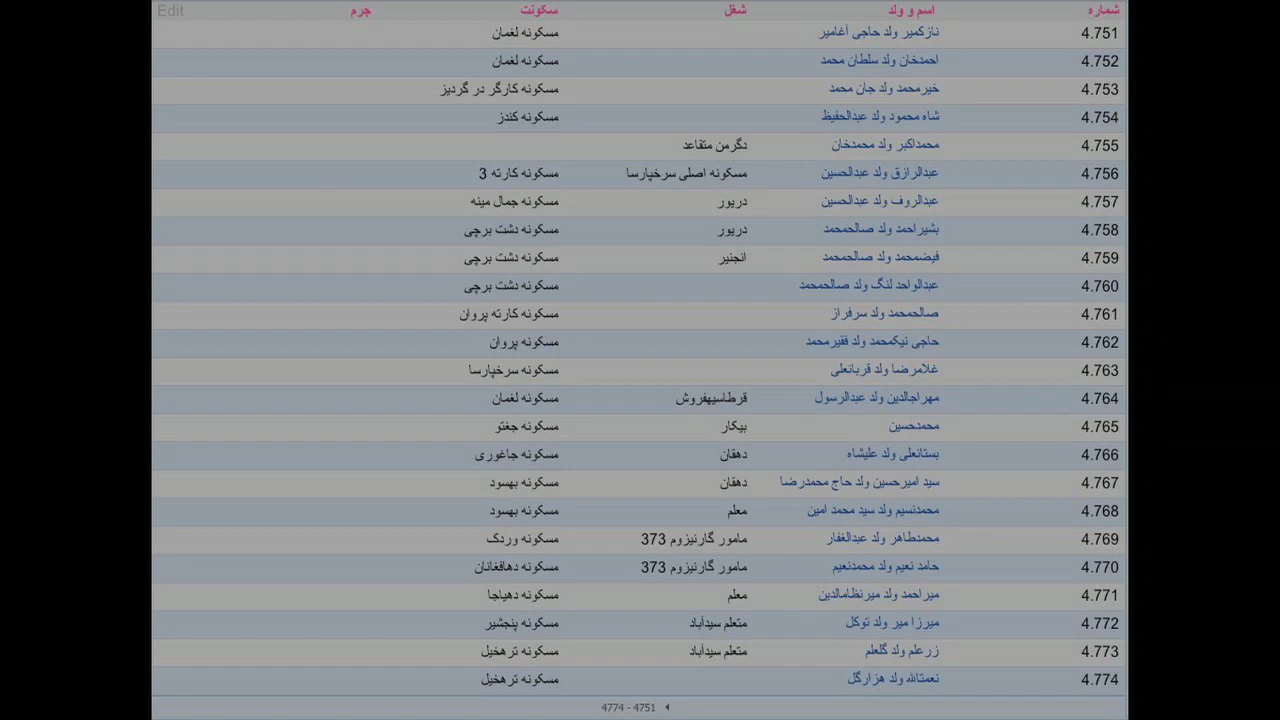 شماره اسم و ولد شغل سکونت جرم Edit
4.751 نازکمیر ولد حاجی آغامیر مسکونه لغمان
4.752 احمدخان ولد سلطان محمد مسکونه لغمان
4.753 خیرمحمد ولد جان محمد مسکونه کارگر در گردیز
4.754 شاه محمود ولد عبدالحفیظ مسکونه کندز
4.755 محمداکبر ولد محمدخان دگرمن متقاعد
4.756 عبدالرازق ولد عبدالحسین مسکونه اصلی سرخپارسا مسکونه کارته 3
4.757 عبدالروف ولد عبدالحسین دریور مسکونه جمال مینه
4.758 بشیراحمد ولد صالحمحمد دریور مسکونه دشت برچی
4.759 فیضمحمد ولد صالحمحمد انجنیر مسکونه دشت برچی
4.760 عبدالواحد لنگ ولد صالحمحمد مسکونه دشت برچی
4.761 صالحمحمد ولد سرفراز مسکونه کارته پروان
4.762 حاجی نیکمحمد ولد فقیرمحمد مسکونه پروان
4.763 غلامرضا ولد قربانعلی مسکونه سرخپارسا
4.764 مهراجالدین ولد عبدالرسول قرطاسیهفروش مسکونه لغمان
4.765 محمدحسین بیکار مسکونه جغتو
4.766 بستانعلی ولد علیشاه دهقان مسکونه جاغوری
4.767 سید امیرحسین ولد حاج محمدرضا دهقان مسکونه بهسود
4.768 محمدنسیم ولد سید محمد امین معلم مسکونه بهسود
4.769 محمدطاهر ولد عبدالغفار مامور گارنیزوم 373 مسکونه وردک
4.770 حامد نعیم ولد محمدنعیم مامور گارنیزوم 373 مسکونه دهافغانان
4.771 میراحمد ولد میرنظامالدین معلم مسکونه دهیاجا
4.772 میرزا میر ولد توکل متعلم سیدآباد مسکونه پنجشیر
4.773 زرعلم ولد گلعلم متعلم سیدآباد مسکونه ترهخیل
4.774 نعمتالله ولد هزارگل مسکونه ترهخیل
4751 - 4774